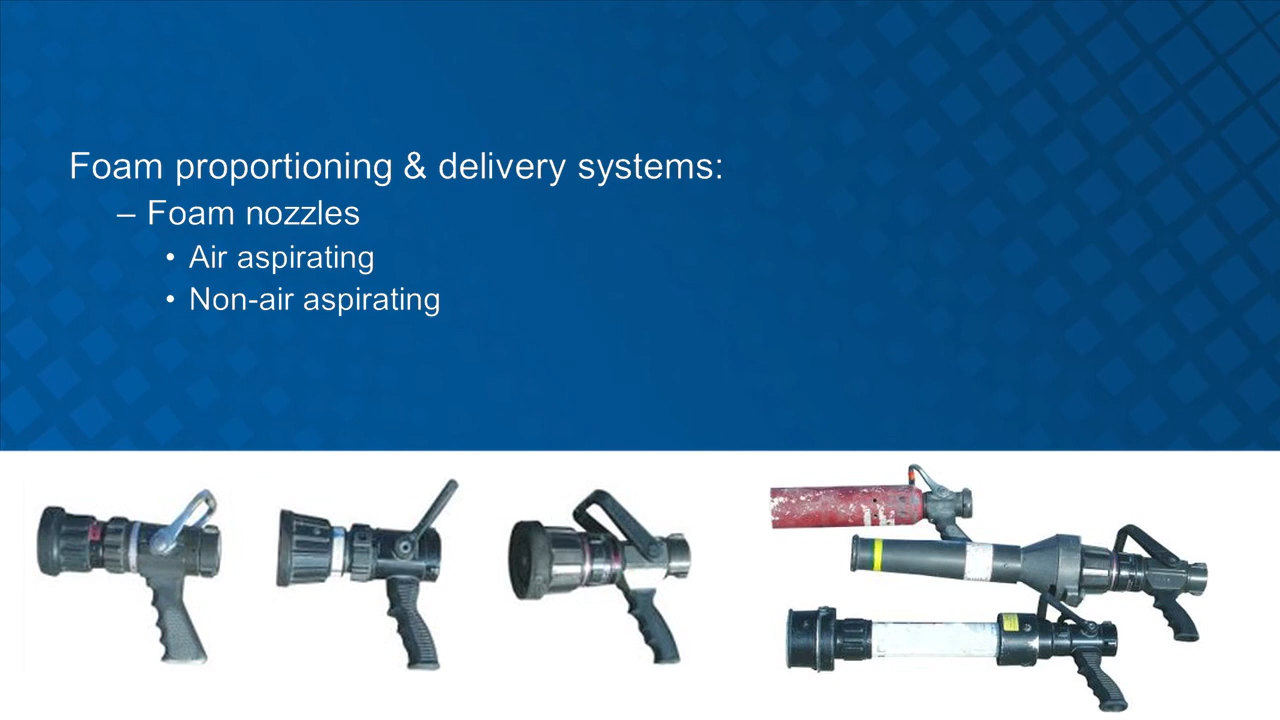 Foam proportioning & delivery systems:
– Foam nozzles
• Air aspirating
• Non-air aspirating